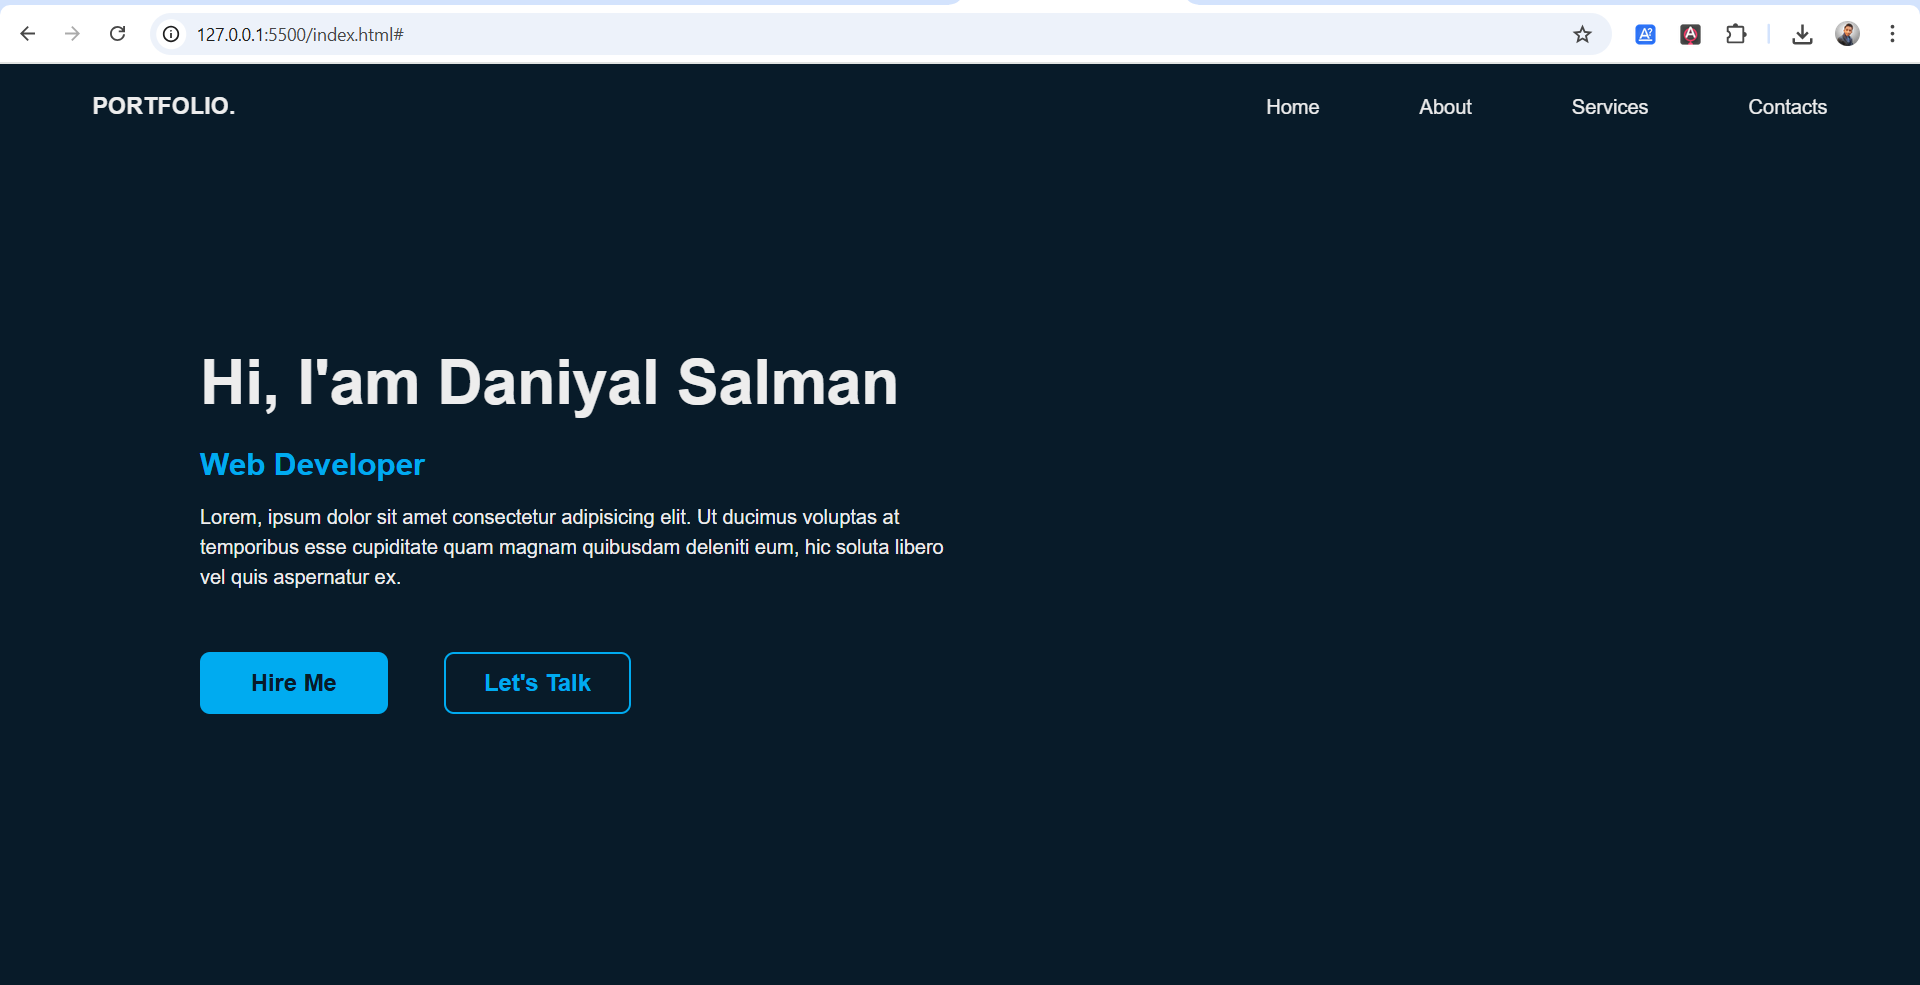 127.0.0.1:5500/index.html#
PORTFOLIO.
Home
About
Services
Contacts
Hi, I'am Daniyal Salman
Web Developer
Lorem, ipsum dolor sit amet consectetur adipisicing elit. Ut ducimus voluptas at
temporibus esse cupiditate quam magnam quibusdam deleniti eum, hic soluta libero
vel quis aspernatur ex.
Hire Me
Let's Talk